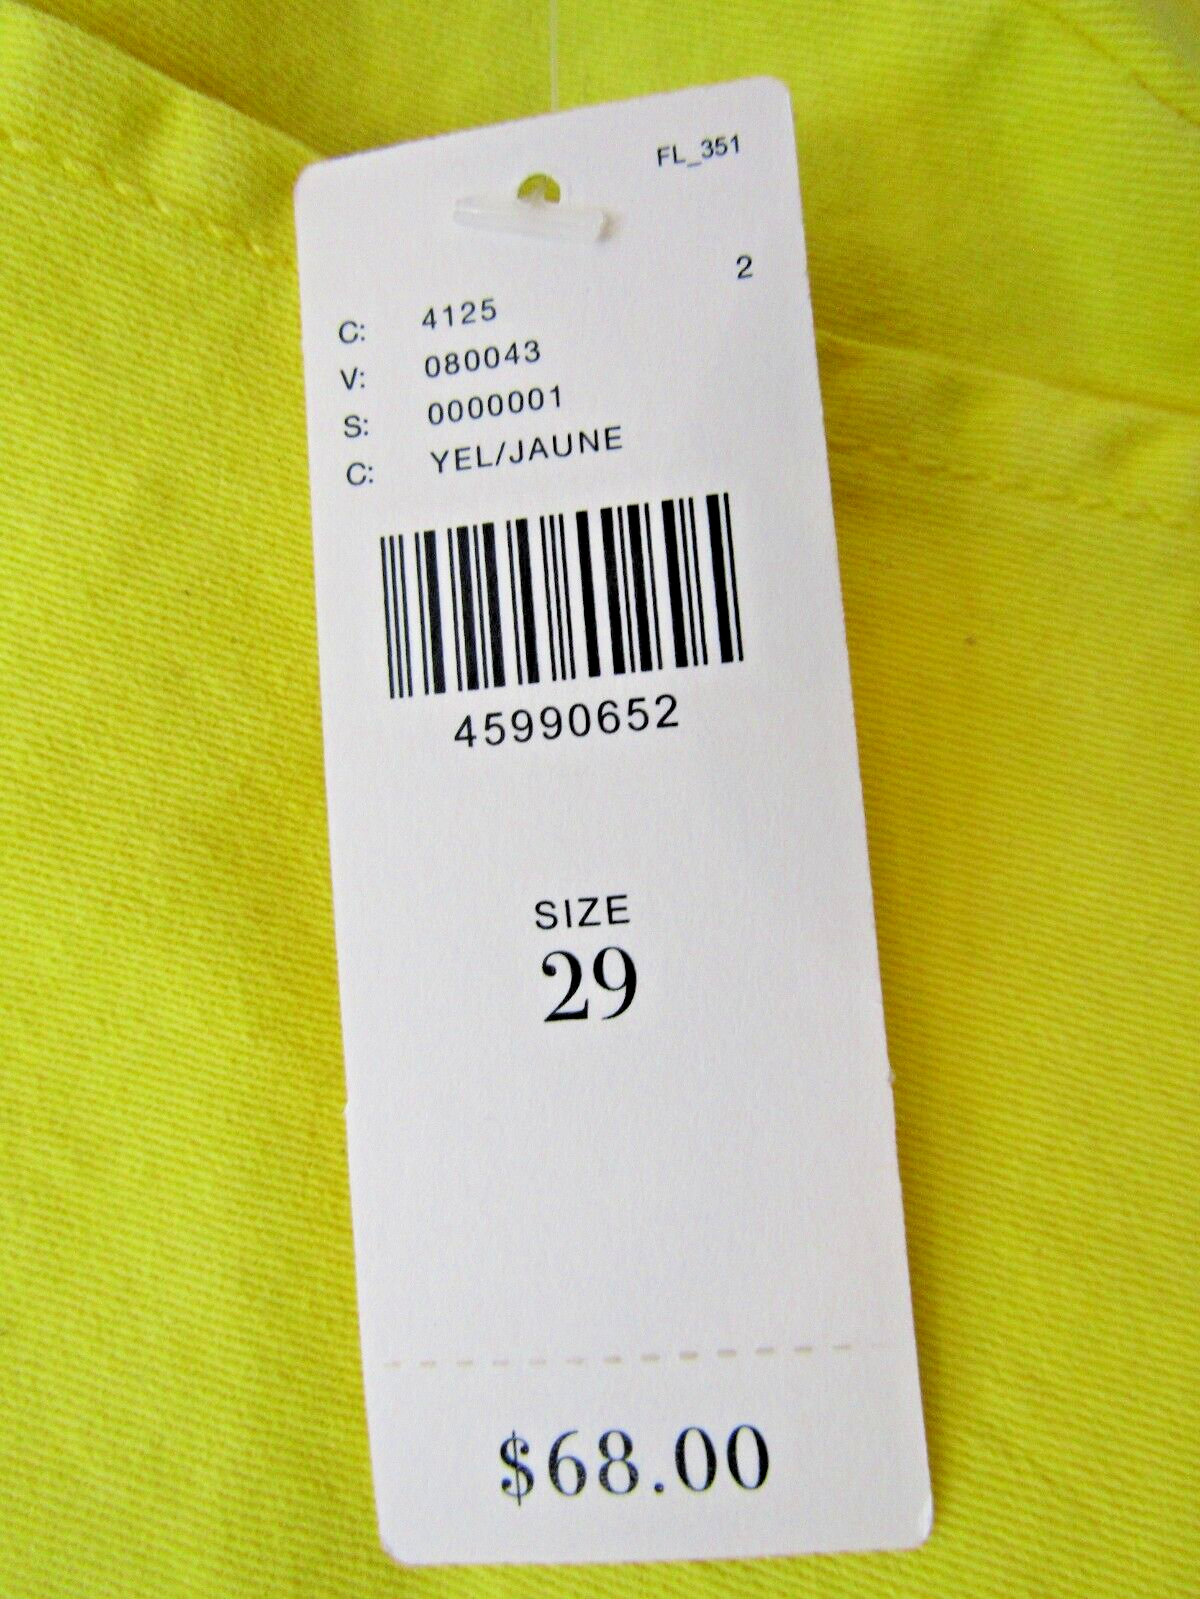 FL_351
2
C: 4125
V: 080043
S: 0000001
C: YEL/JAUNE
45990652
SIZE
29
$68.00